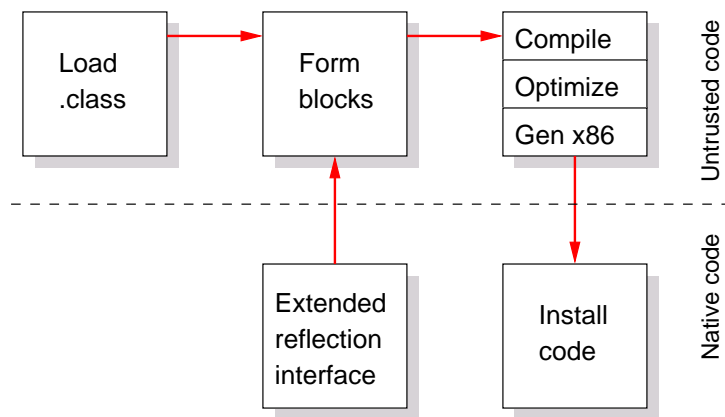 Load
.class
Form
blocks
Compile
Optimize
Gen x86
Untrusted code
Extended
reflection
interface
Install
code
Native code